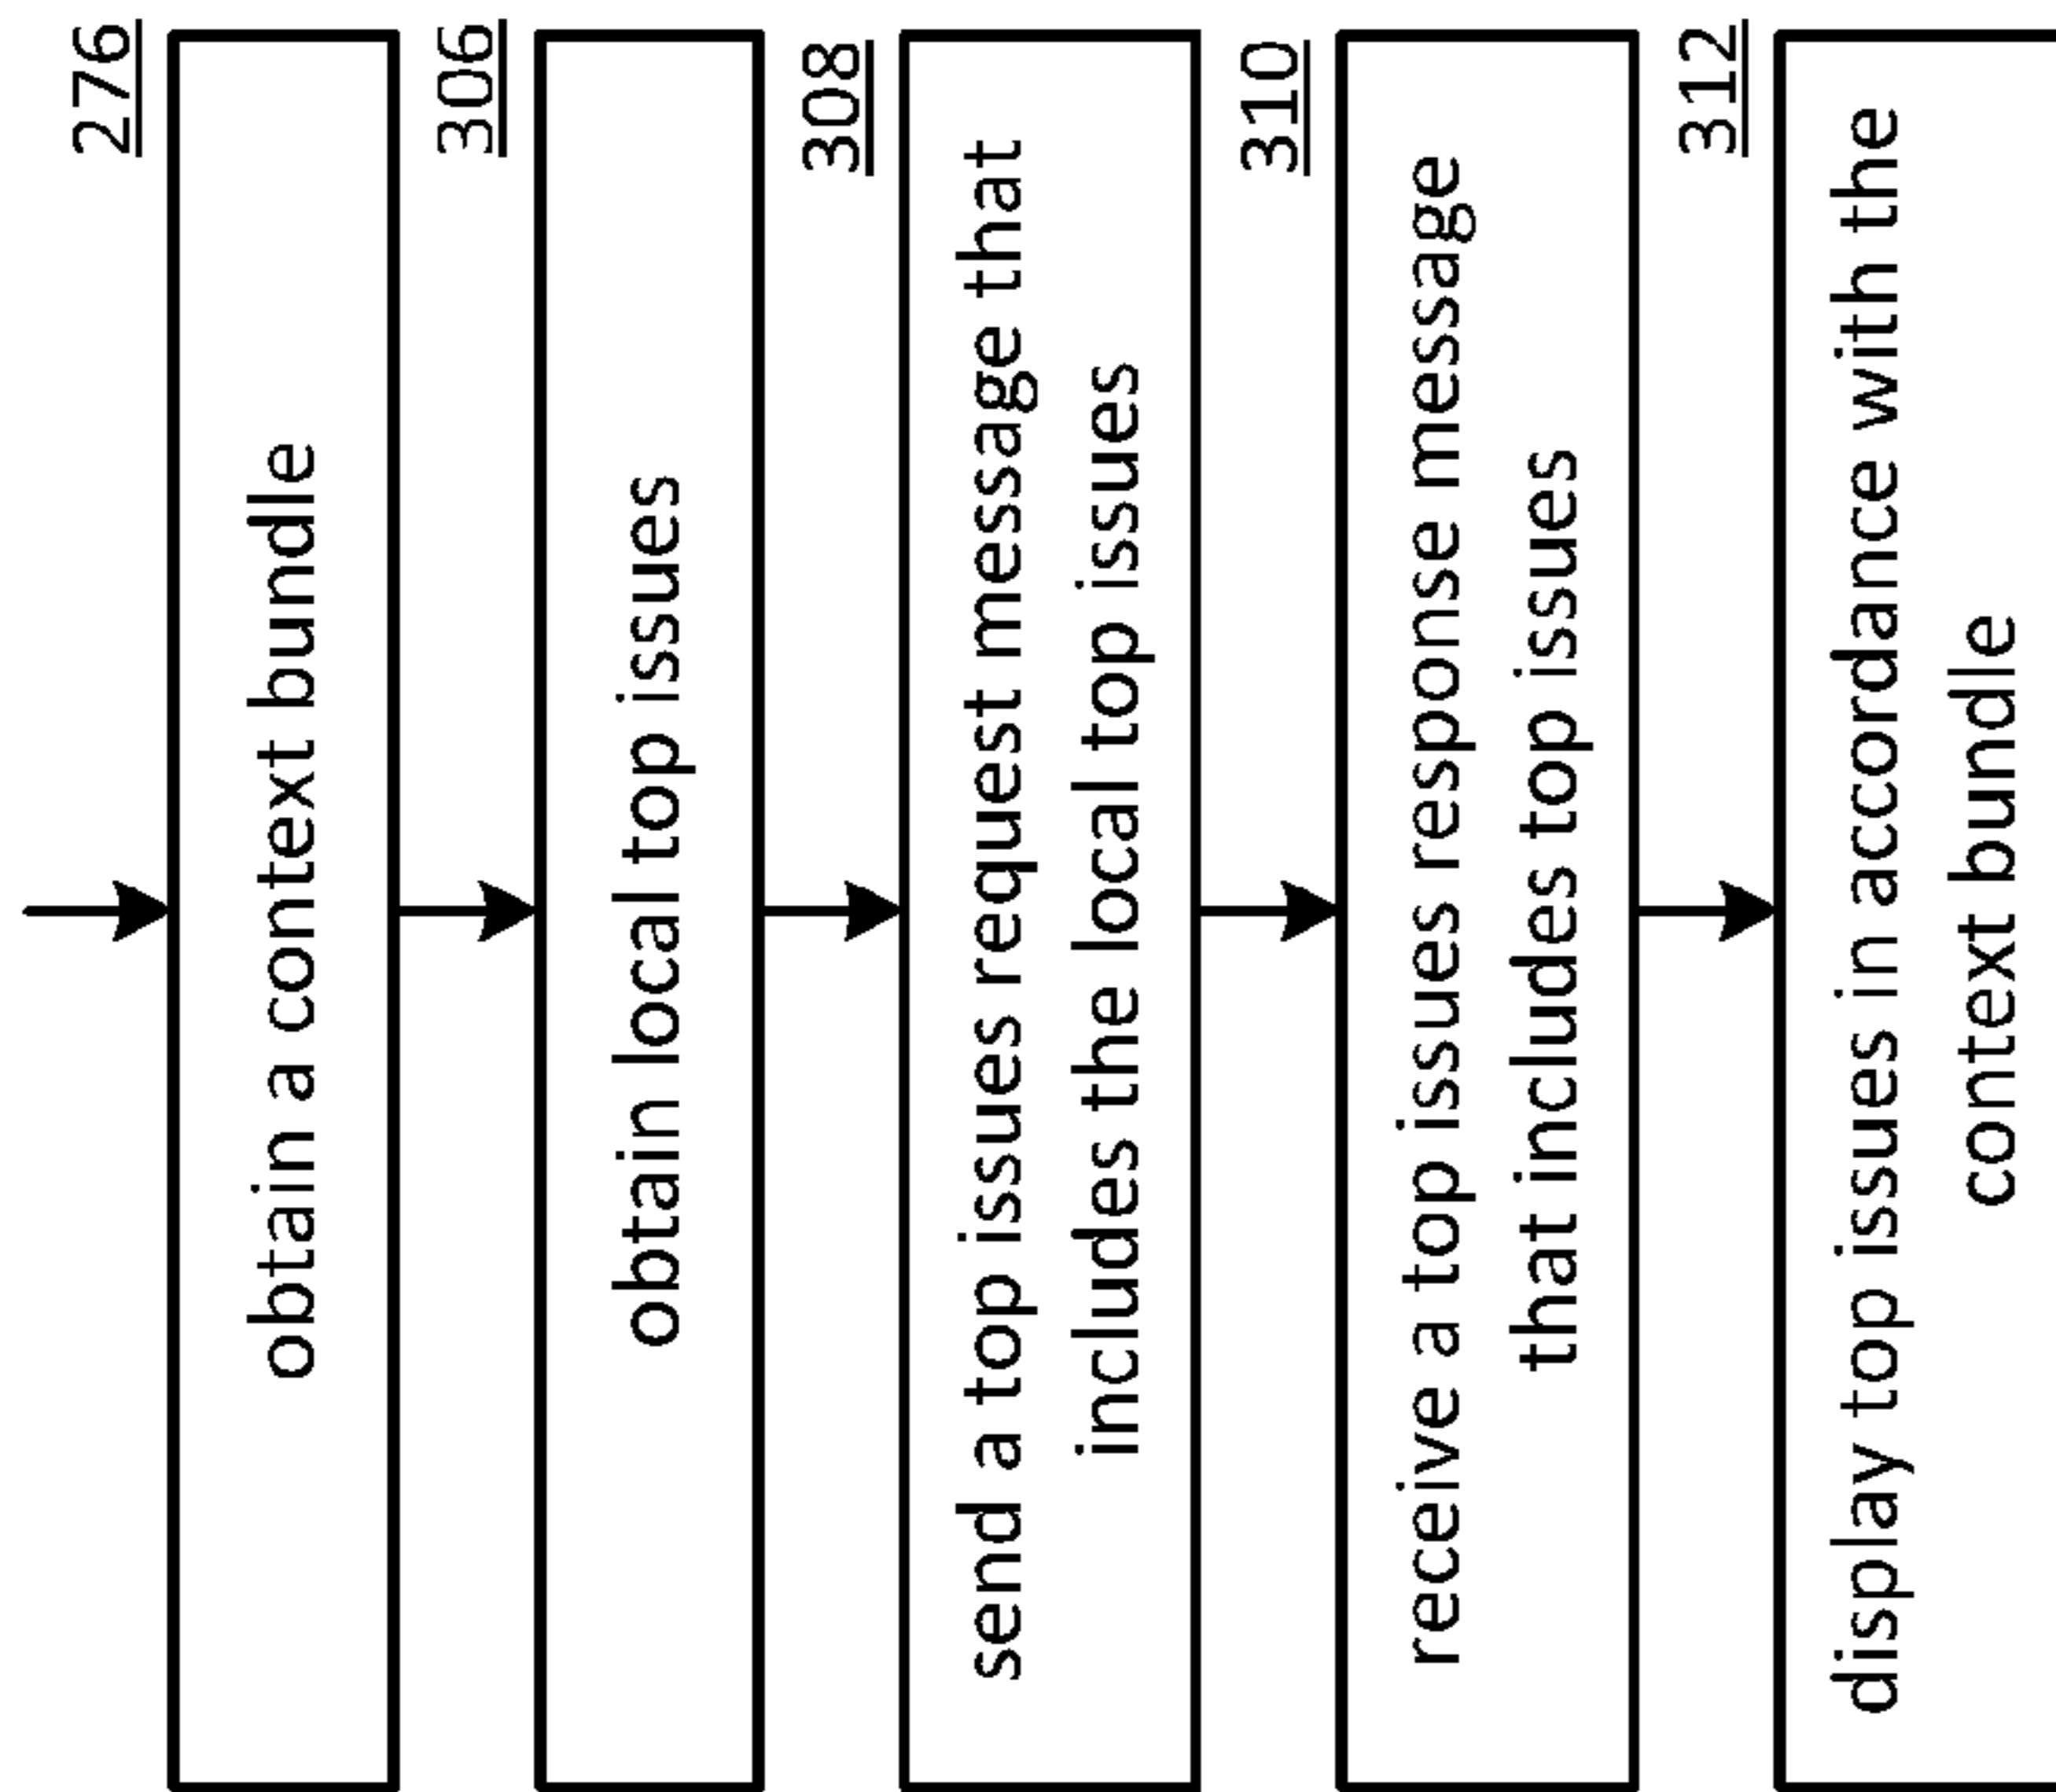 276
obtain a context bundle
306
obtain local top issues
308
send a top issues request message that
includes the local top issues
310
receive a top issues response message
that includes top issues
312
display top issues in accordance with the
context bundle